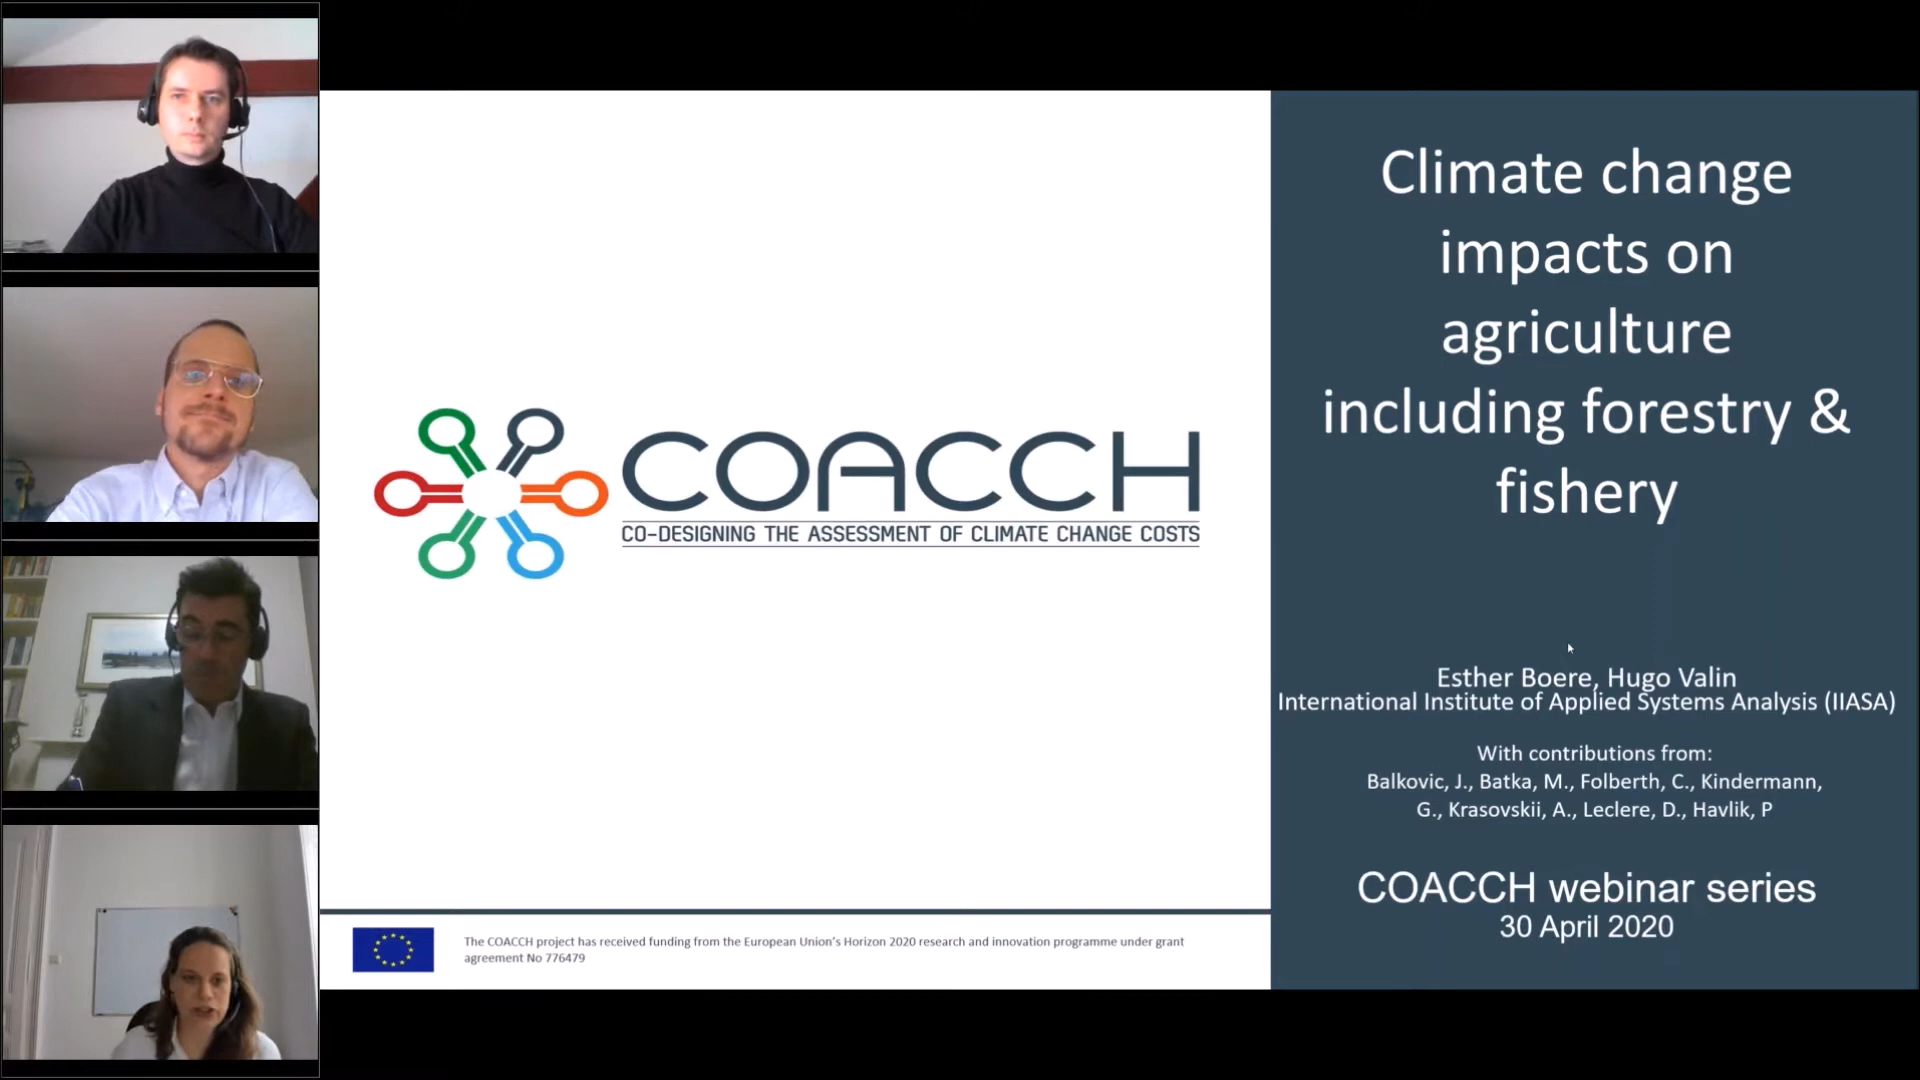 COACCH
CO-DESIGNING THE ASSESSMENT OF CLIMATE CHANGE COSTS
The COACCH project has received funding from the European Union's Horizon 2020 research and innovation programme under grant
agreement No 776479
Climate change
impacts on
agriculture
including forestry &
fishery
Esther Boere, Hugo Valin
International Institute of Applied Systems Analysis (IIASA)
With contributions from:
Balkovic, J., Batka, M., Folberth, C., Kindermann,
G., Krasovskii, A., Leclere, D., Havlik, P
COACCH webinar series
30 April 2020